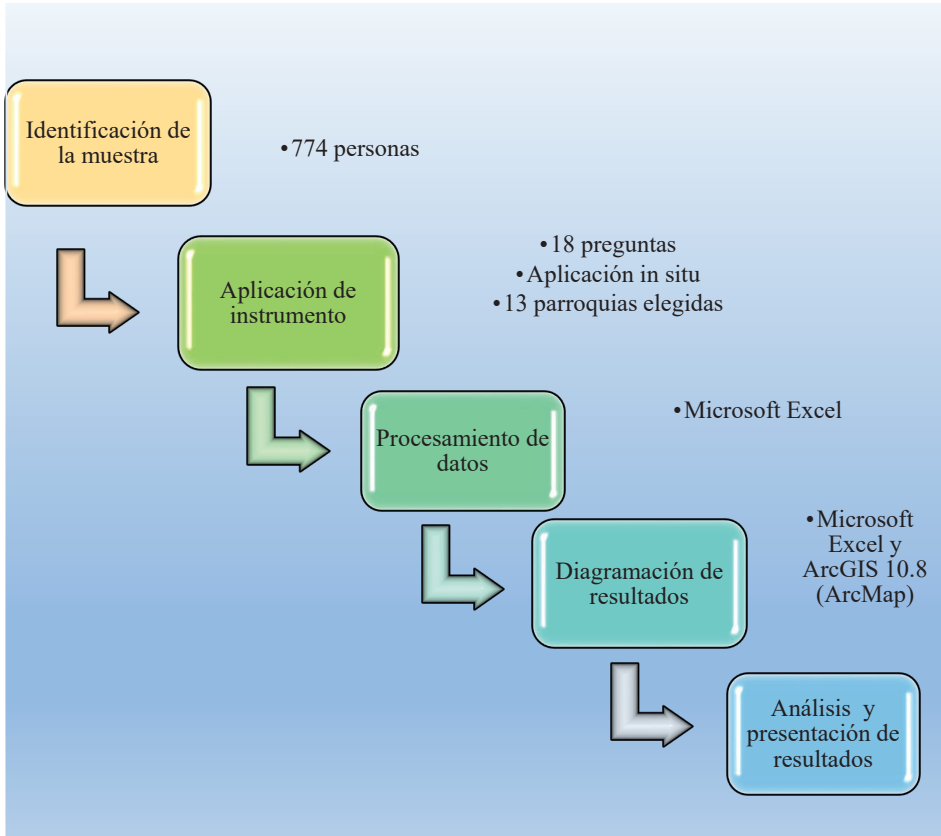 Identificación de
la muestra
•774 personas
Aplicación de
instrumento
•18 preguntas
•Aplicación in situ
•13 parroquias elegidas
Procesamiento de
datos
•Microsoft Excel
Diagramación de
resultados
•Microsoft
Excel y
ArcGIS 10.8
(ArcMap)
Análisis y
presentación de
resultados